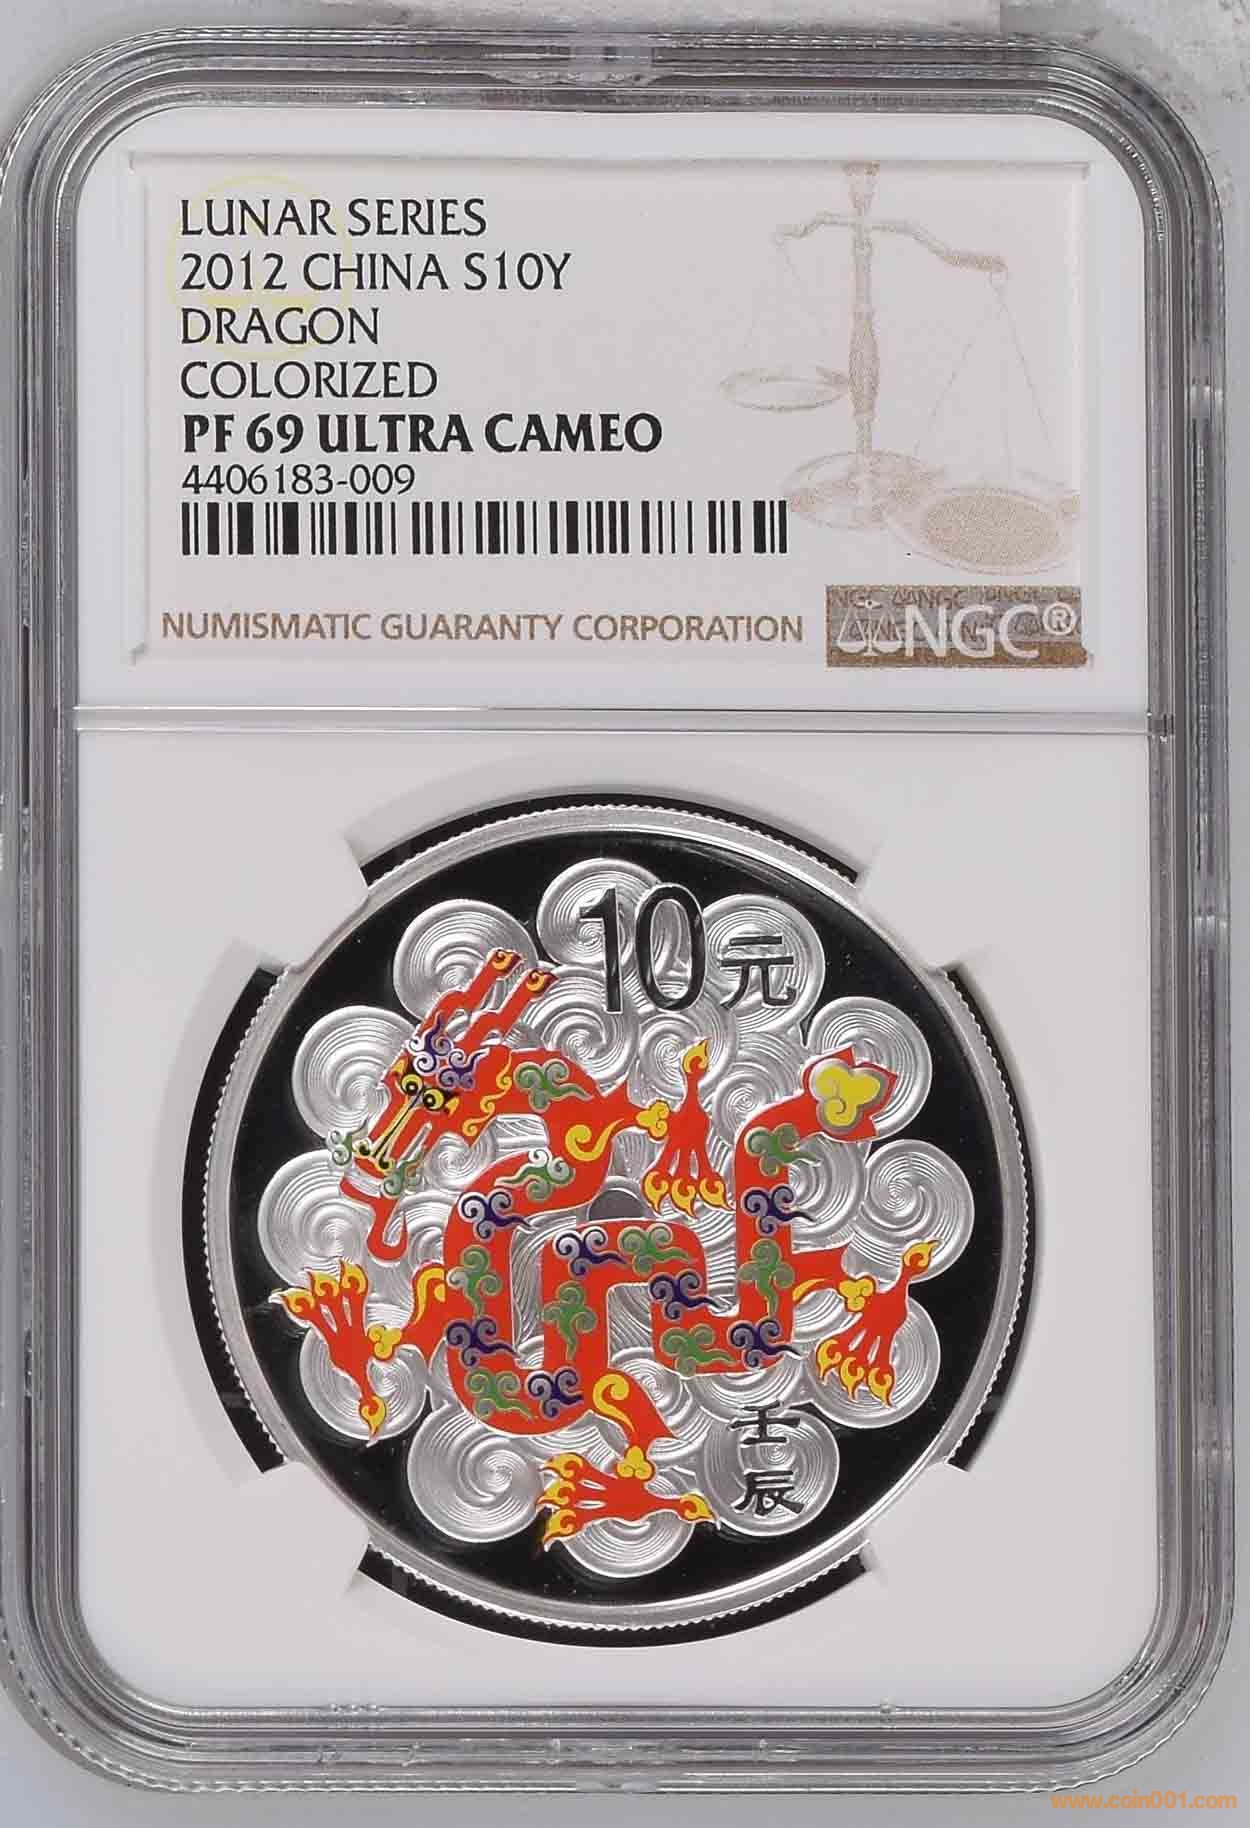 LUNAR SERIES
2012 CHINA S10Y
DRAGON
COLORIZED
PF 69 ULTRA CAMEO
4406183-009
NUMISMATIC GUARANTY CORPORATION
NGC®
10元
壬辰
www.coin001.com